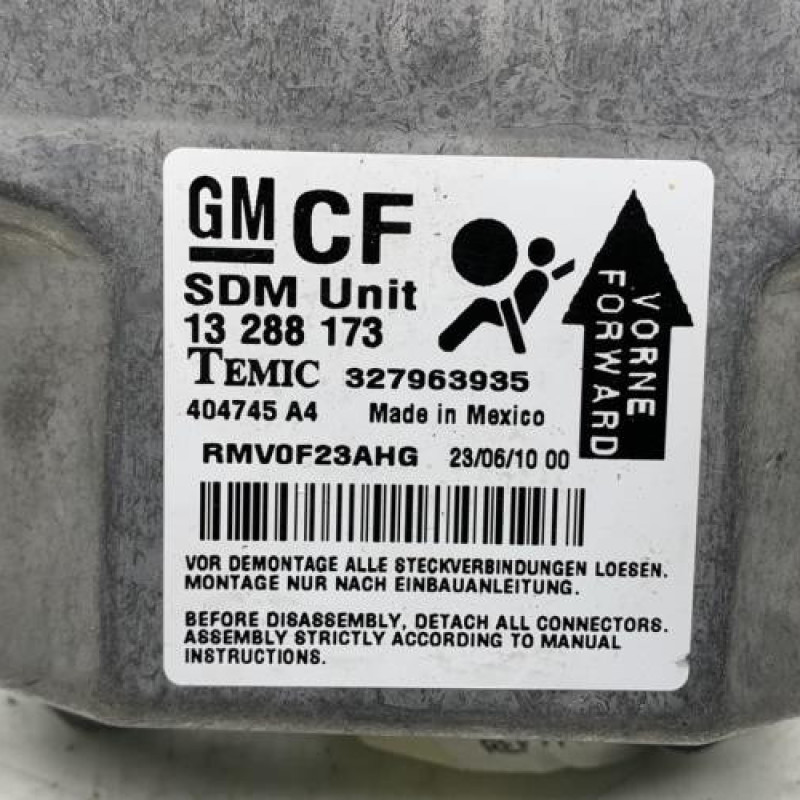 GM CF
SDM Unit
13 288 173
TEMIC 327963935
404745 A4 Made in Mexico
RMV0F23AHG 23/06/10 00
VORNE
FORWARD
VOR DEMONTAGE ALLE STECKVERBINDUNGEN LOESEN.
MONTAGE NUR NACH EINBAUANLEITUNG.
BEFORE DISASSEMBLY, DETACH ALL CONNECTORS.
ASSEMBLY STRICTLY ACCORDING TO MANUAL
INSTRUCTIONS.